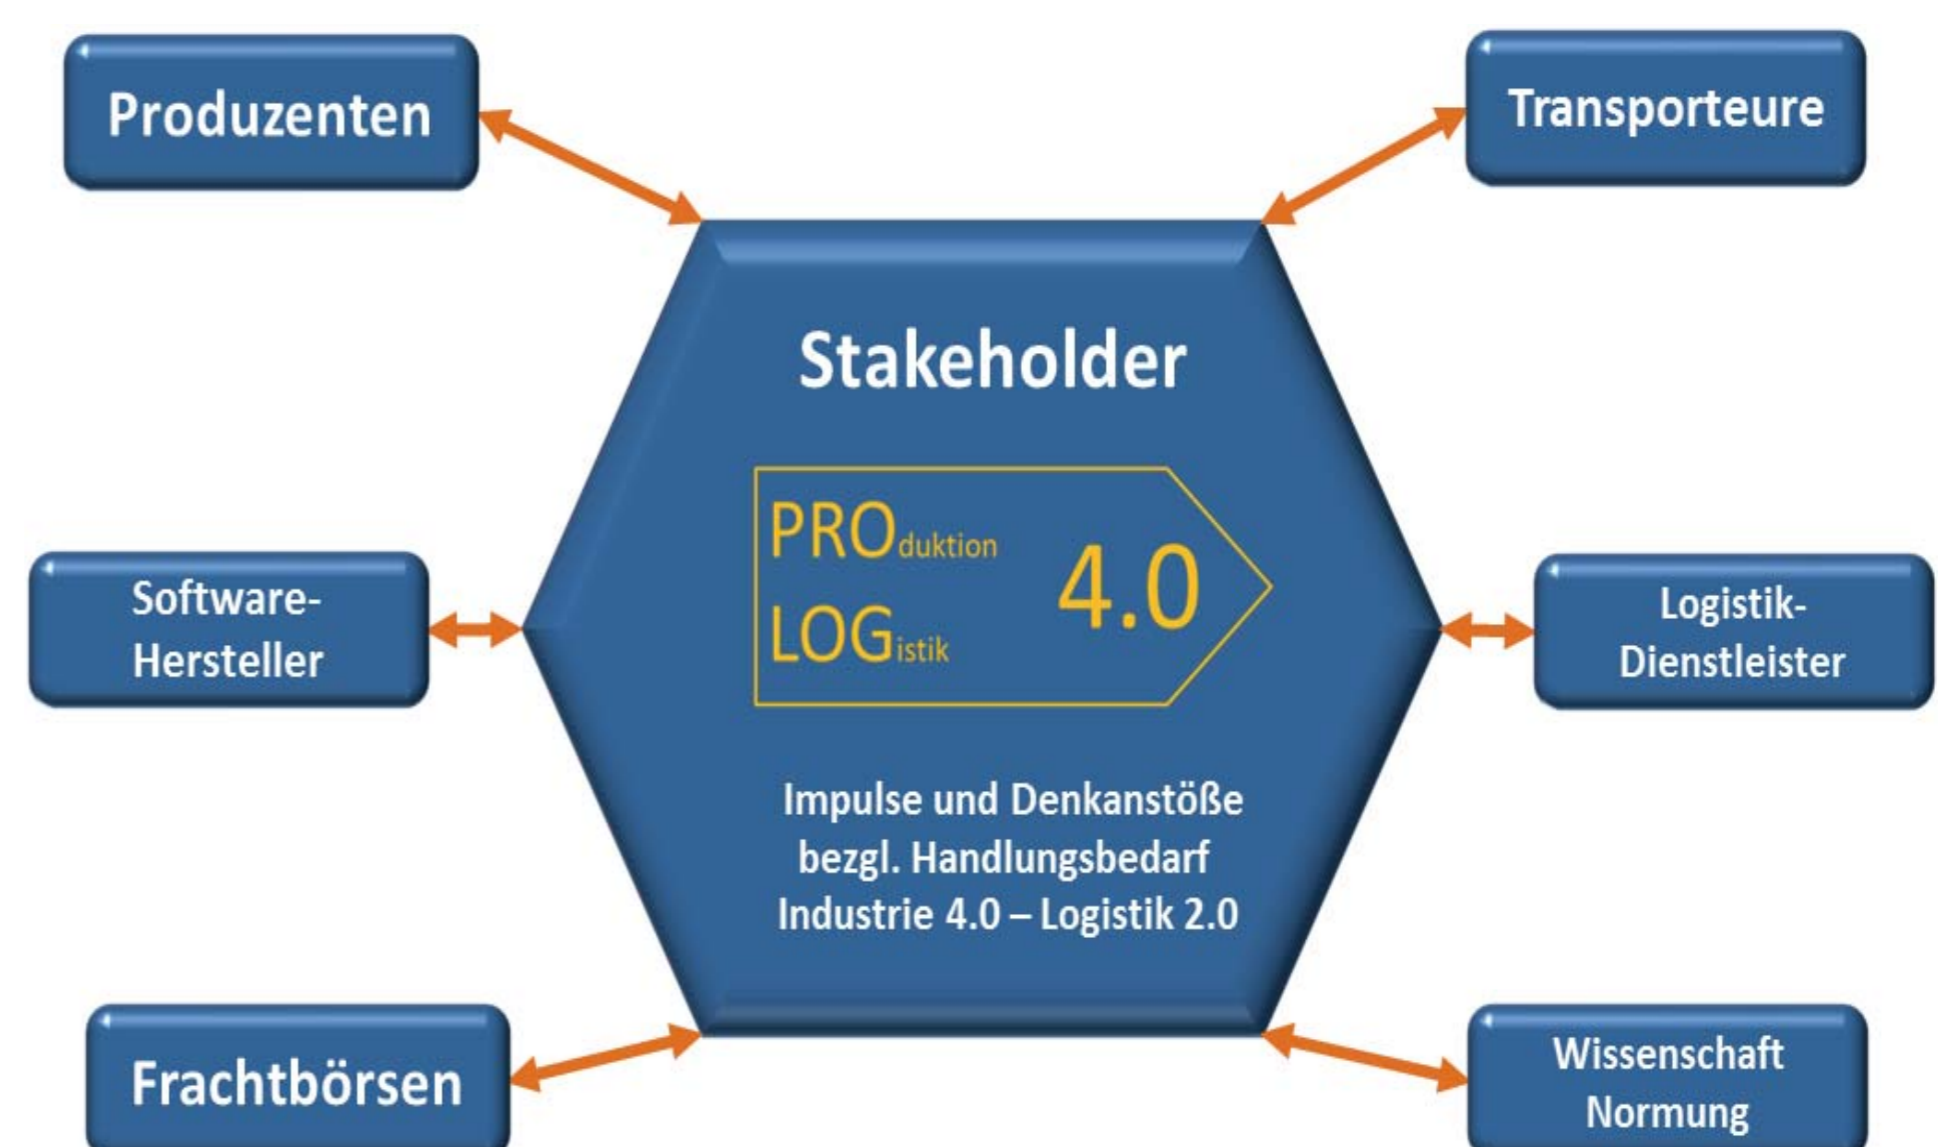 Produzenten
Transporteure
Stakeholder
PROduktion
4.0
LOGistik
Software-
Hersteller
Logistik-
Dienstleister
Impulse und Denkanstöße
bezgl. Handlungsbedarf
Industrie 4.0 – Logistik 2.0
Frachtbörsen
Wissenschaft
Normung